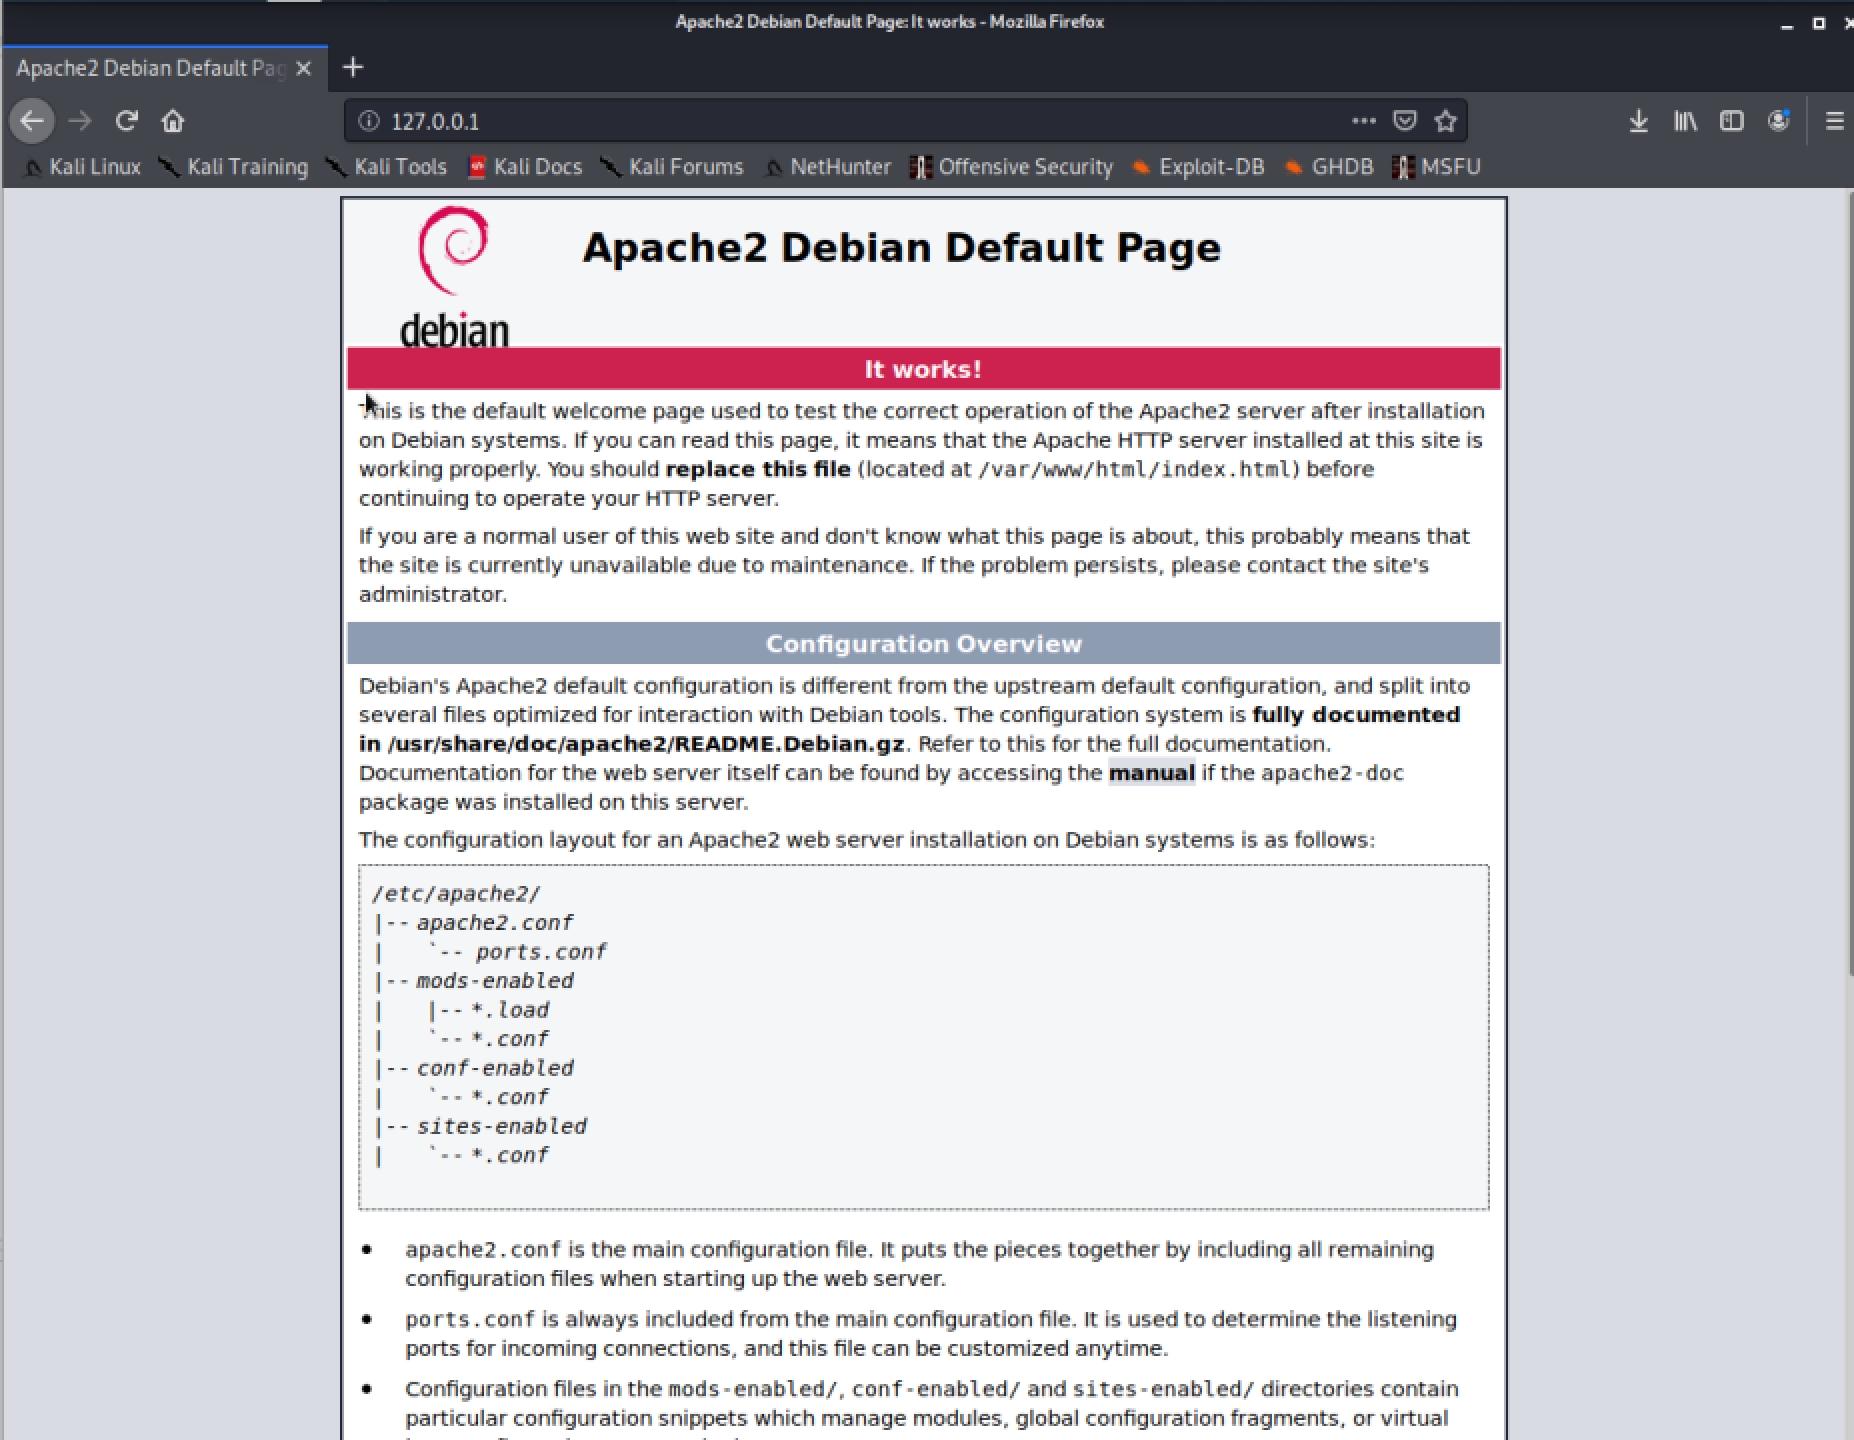 Apache2 Debian Default Page: It works - Mozilla Firefox
Apache2 Debian Default Pag
127.0.0.1
Kali Linux Kali Training Kali Tools Kali Docs Kali Forums NetHunter Offensive Security Exploit-DB GHDB MSFU
debian
Apache2 Debian Default Page
It works!
This is the default welcome page used to test the correct operation of the Apache2 server after installation
on Debian systems. If you can read this page, it means that the Apache HTTP server installed at this site is
working properly. You should replace this file (located at /var/www/html/index.html) before
continuing to operate your HTTP server.
If you are a normal user of this web site and don't know what this page is about, this probably means that
the site is currently unavailable due to maintenance. If the problem persists, please contact the site's
administrator.
Configuration Overview
Debian's Apache2 default configuration is different from the upstream default configuration, and split into
several files optimized for interaction with Debian tools. The configuration system is fully documented
in /usr/share/doc/apache2/README.Debian.gz. Refer to this for the full documentation.
Documentation for the web server itself can be found by accessing the manual if the apache2-doc
package was installed on this server.
The configuration layout for an Apache2 web server installation on Debian systems is as follows:
/etc/apache2/
|-- apache2.conf
|   `-- ports.conf
|-- mods-enabled
|   |-- *.load
|   `-- *.conf
|-- conf-enabled
|   `-- *.conf
|-- sites-enabled
|   `-- *.conf
• apache2.conf is the main configuration file. It puts the pieces together by including all remaining
configuration files when starting up the web server.
• ports.conf is always included from the main configuration file. It is used to determine the listening
ports for incoming connections, and this file can be customized anytime.
• Configuration files in the mods-enabled/, conf-enabled/ and sites-enabled/ directories contain
particular configuration snippets which manage modules, global configuration fragments, or virtual